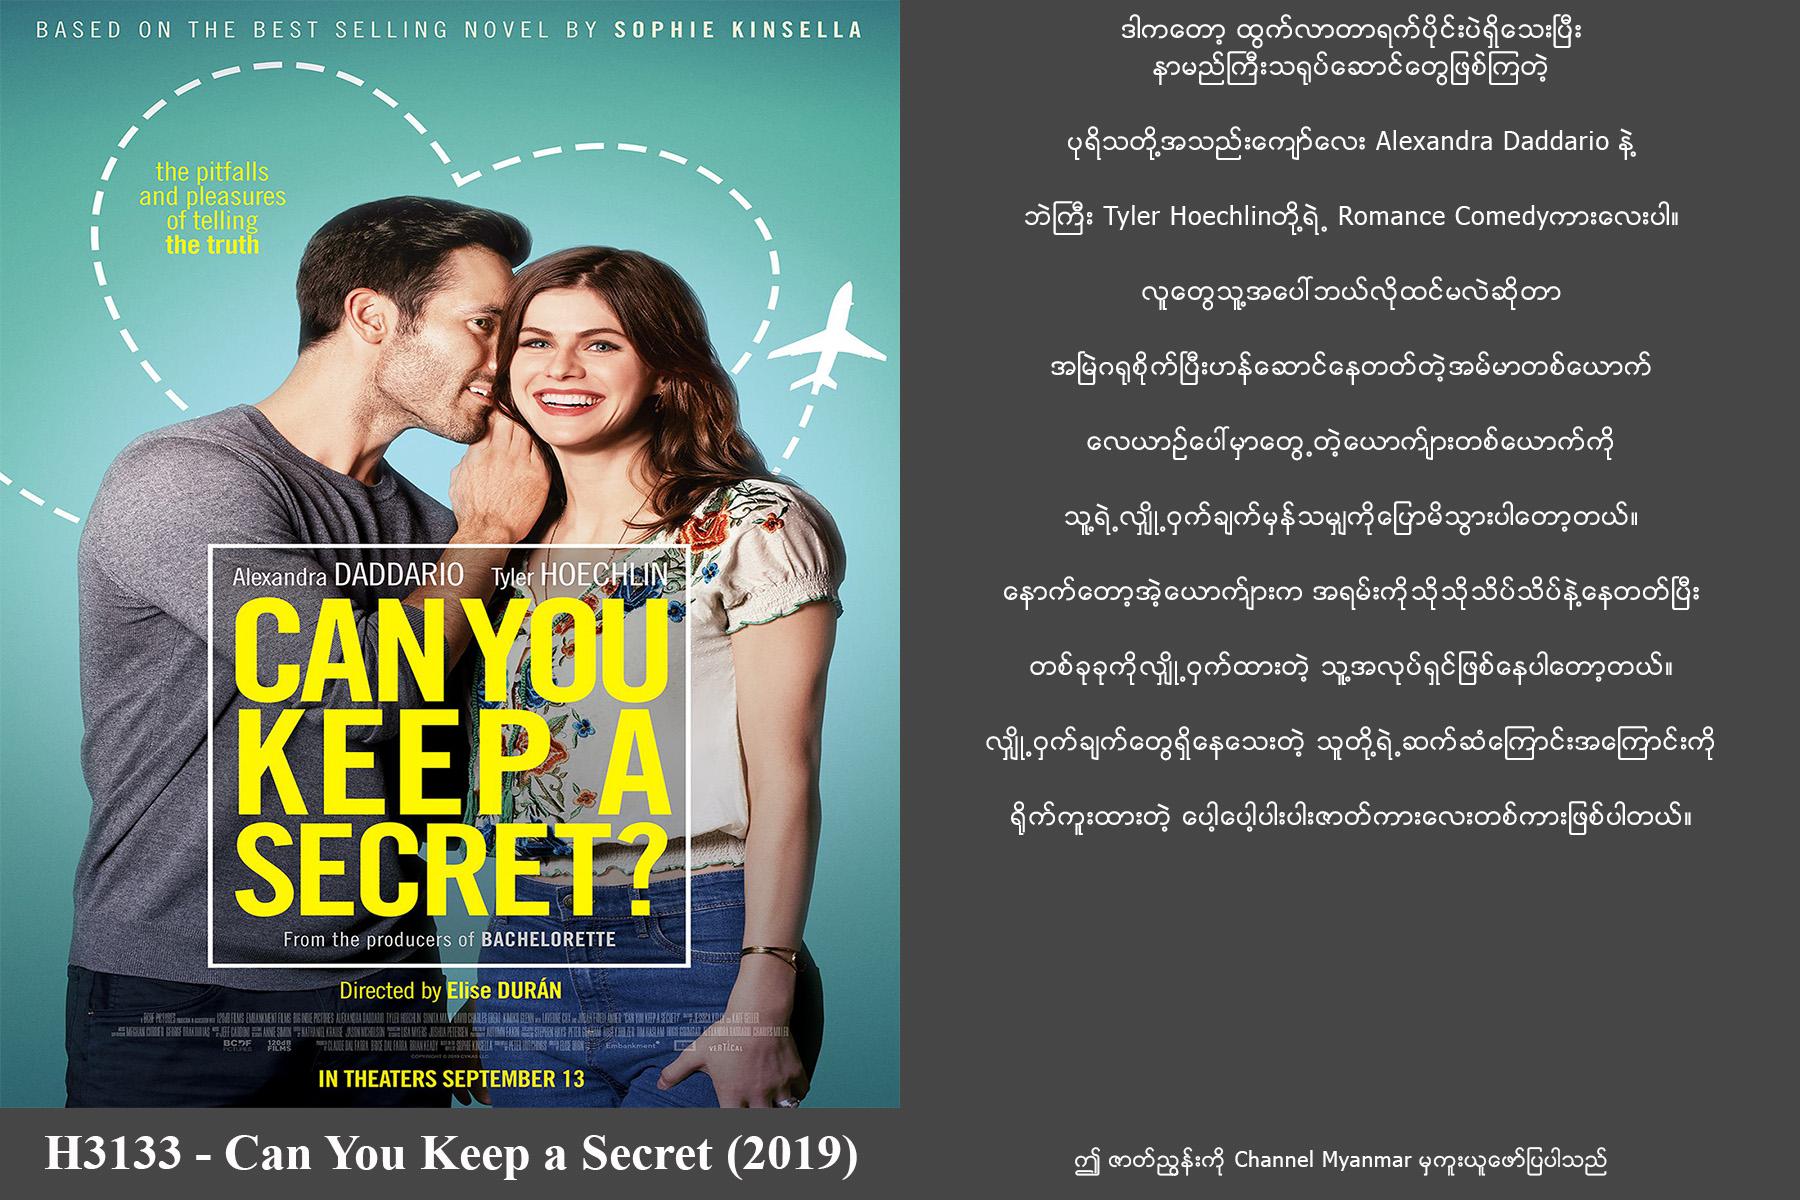 BASED ON THE BEST SELLING NOVEL BY SOPHIE KINSELLA
the pitfalls
and pleasures
of telling
the truth
Alexandra DADDARIO Tyler HOECHLIN
CAN YOU
KEEP A
SECRET?
From the producers of BACHELORETTE
Directed by Elise DURÁN
IN THEATERS SEPTEMBER 13
H3133 - Can You Keep a Secret (2019)
ဒါကတော့ ထွက်လာတာရက်ပိုင်းပဲရှိသေးပြီး
နာမည်ကြီးသရုပ်ဆောင်တွေဖြစ်ကြတဲ့
ပုရိသတို့အသည်းကျော်လေး Alexandra Daddario နဲ့
ဘဲကြီး Tyler Hoechlinတို့ရဲ့ Romance Comedyကားလေးပါ။
လူတွေသူ့အပေါ်ဘယ်လိုထင်မလဲဆိုတာ
အမြဲဂရုစိုက်ပြီးဟန်ဆောင်နေတတ်တဲ့အမ်မာတစ်ယောက်
လေယာဉ်ပေါ်မှာတွေ့တဲ့ယောက်ျားတစ်ယောက်ကို
သူ့ရဲ့လျှို့ဝှက်ချက်မှန်သမျှကိုပြောမိသွားပါတော့တယ်။
နောက်တော့အဲ့ယောက်ျားက အရမ်းကိုသိုသိုသိပ်သိပ်နဲ့နေတတ်ပြီး
တစ်ခုခုကိုလျှို့ဝှက်ထားတဲ့ သူ့အလုပ်ရှင်ဖြစ်နေပါတော့တယ်။
လျှို့ဝှက်ချက်တွေရှိနေသေးတဲ့ သူတို့ရဲ့ဆက်ဆံကြောင်းအကြောင်းကို
ရိုက်ကူးထားတဲ့ ပေါ့ပေါ့ပါးပါးဇာတ်ကားလေးတစ်ကားဖြစ်ပါတယ်။
ဤ ဇာတ်ညွန်းကို Channel Myanmar မှကူးယူဖော်ပြပါသည်